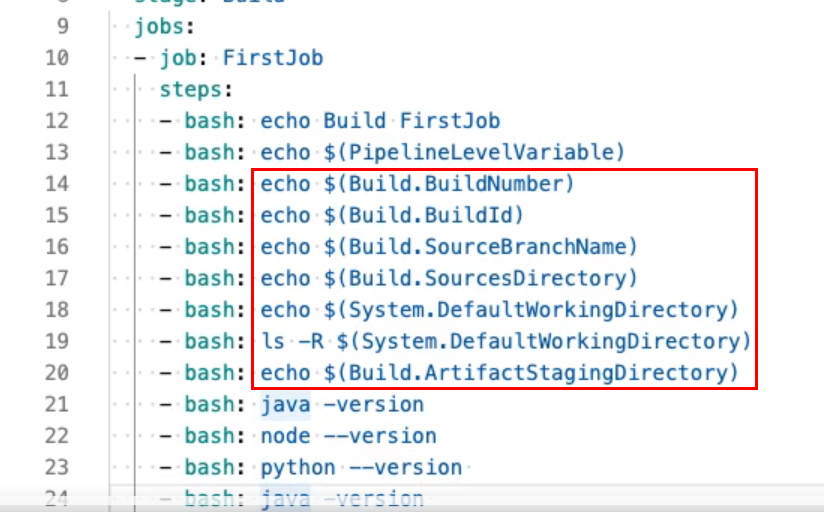 8 stage: Build
9 jobs:
10 - job: FirstJob
11 steps:
12 - bash: echo Build FirstJob
13 - bash: echo $(PipelineLevelVariable)
14 - bash: echo $(Build.BuildNumber)
15 - bash: echo $(Build.BuildId)
16 - bash: echo $(Build.SourceBranchName)
17 - bash: echo $(Build.SourcesDirectory)
18 - bash: echo $(System.DefaultWorkingDirectory)
19 - bash: ls -R $(System.DefaultWorkingDirectory)
20 - bash: echo $(Build.ArtifactStagingDirectory)
21 - bash: java -version
22 - bash: node --version
23 - bash: python --version
24 - bash: java -version